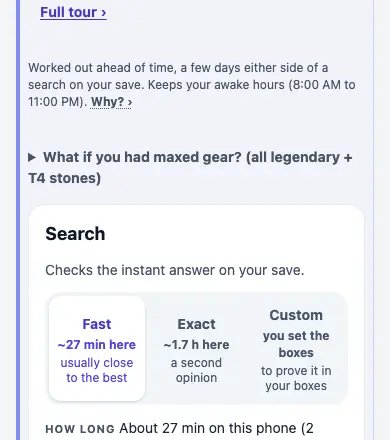 Full tour ›
Worked out ahead of time, a few days either side of a
search on your save. Keeps your awake hours (8:00 AM to
11:00 PM). Why? ›
▶ What if you had maxed gear? (all legendary +
T4 stones)
Search
Checks the instant answer on your save.
Fast
~27 min here
usually close
to the best
Exact
~1.7 h here
a second
opinion
Custom
you set the
boxes
to prove it in
your boxes
HOW LONG About 27 min on this phone (2